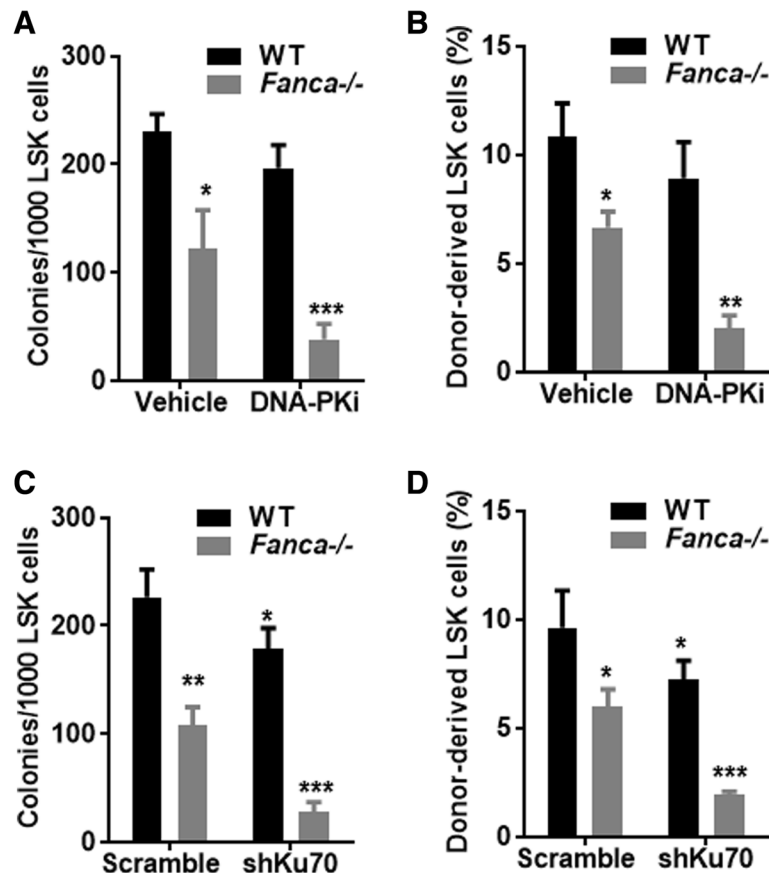 A
Colonies/1000 LSK cells
300
200
100
0
WT
Fanca-/-
*
***
Vehicle DNA-PKi
B
Donor-derived LSK cells (%)
15
10
5
0
WT
Fanca-/-
*
**
Vehicle DNA-PKi
C
Colonies/1000 LSK cells
300
200
100
0
WT
Fanca-/-
**
*
***
Scramble shKu70
D
Donor-derived LSK cells (%)
15
10
5
0
WT
Fanca-/-
*
*
***
Scramble shKu70